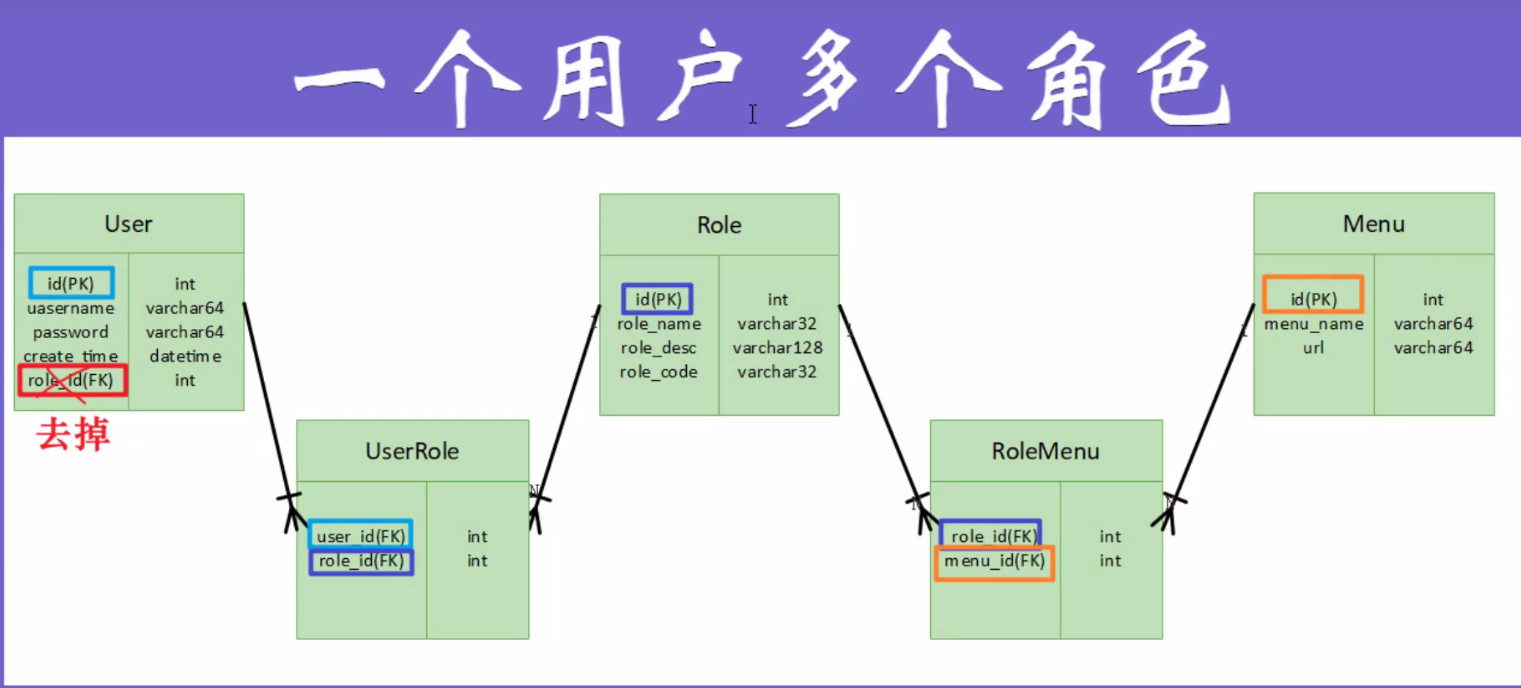 一个用户多个角色
User
id(PK) int
uasername varchar64
password varchar64
create_time datetime
role_id(FK) int
去掉
UserRole
user_id(FK) int
role_id(FK) int
Role
id(PK) int
role_name varchar32
role_desc varchar128
role_code varchar32
1
N
1
N
RoleMenu
role_id(FK) int
menu_id(FK) int
Menu
id(PK) int
menu_name varchar64
url varchar64
1
N